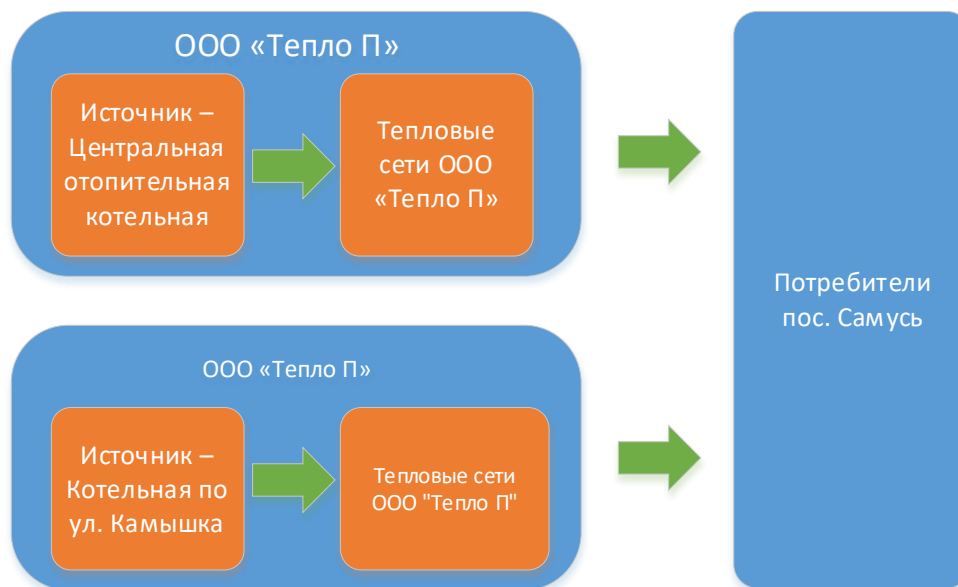 ООО «Тепло П»
Источник –
Центральная
отопительная
котельная
Тепловые
сети ООО
«Тепло П»
ООО «Тепло П»
Источник –
Котельная по
ул. Камышка
Тепловые сети
ООО "Тепло П"
Потребители
пос. Самусь